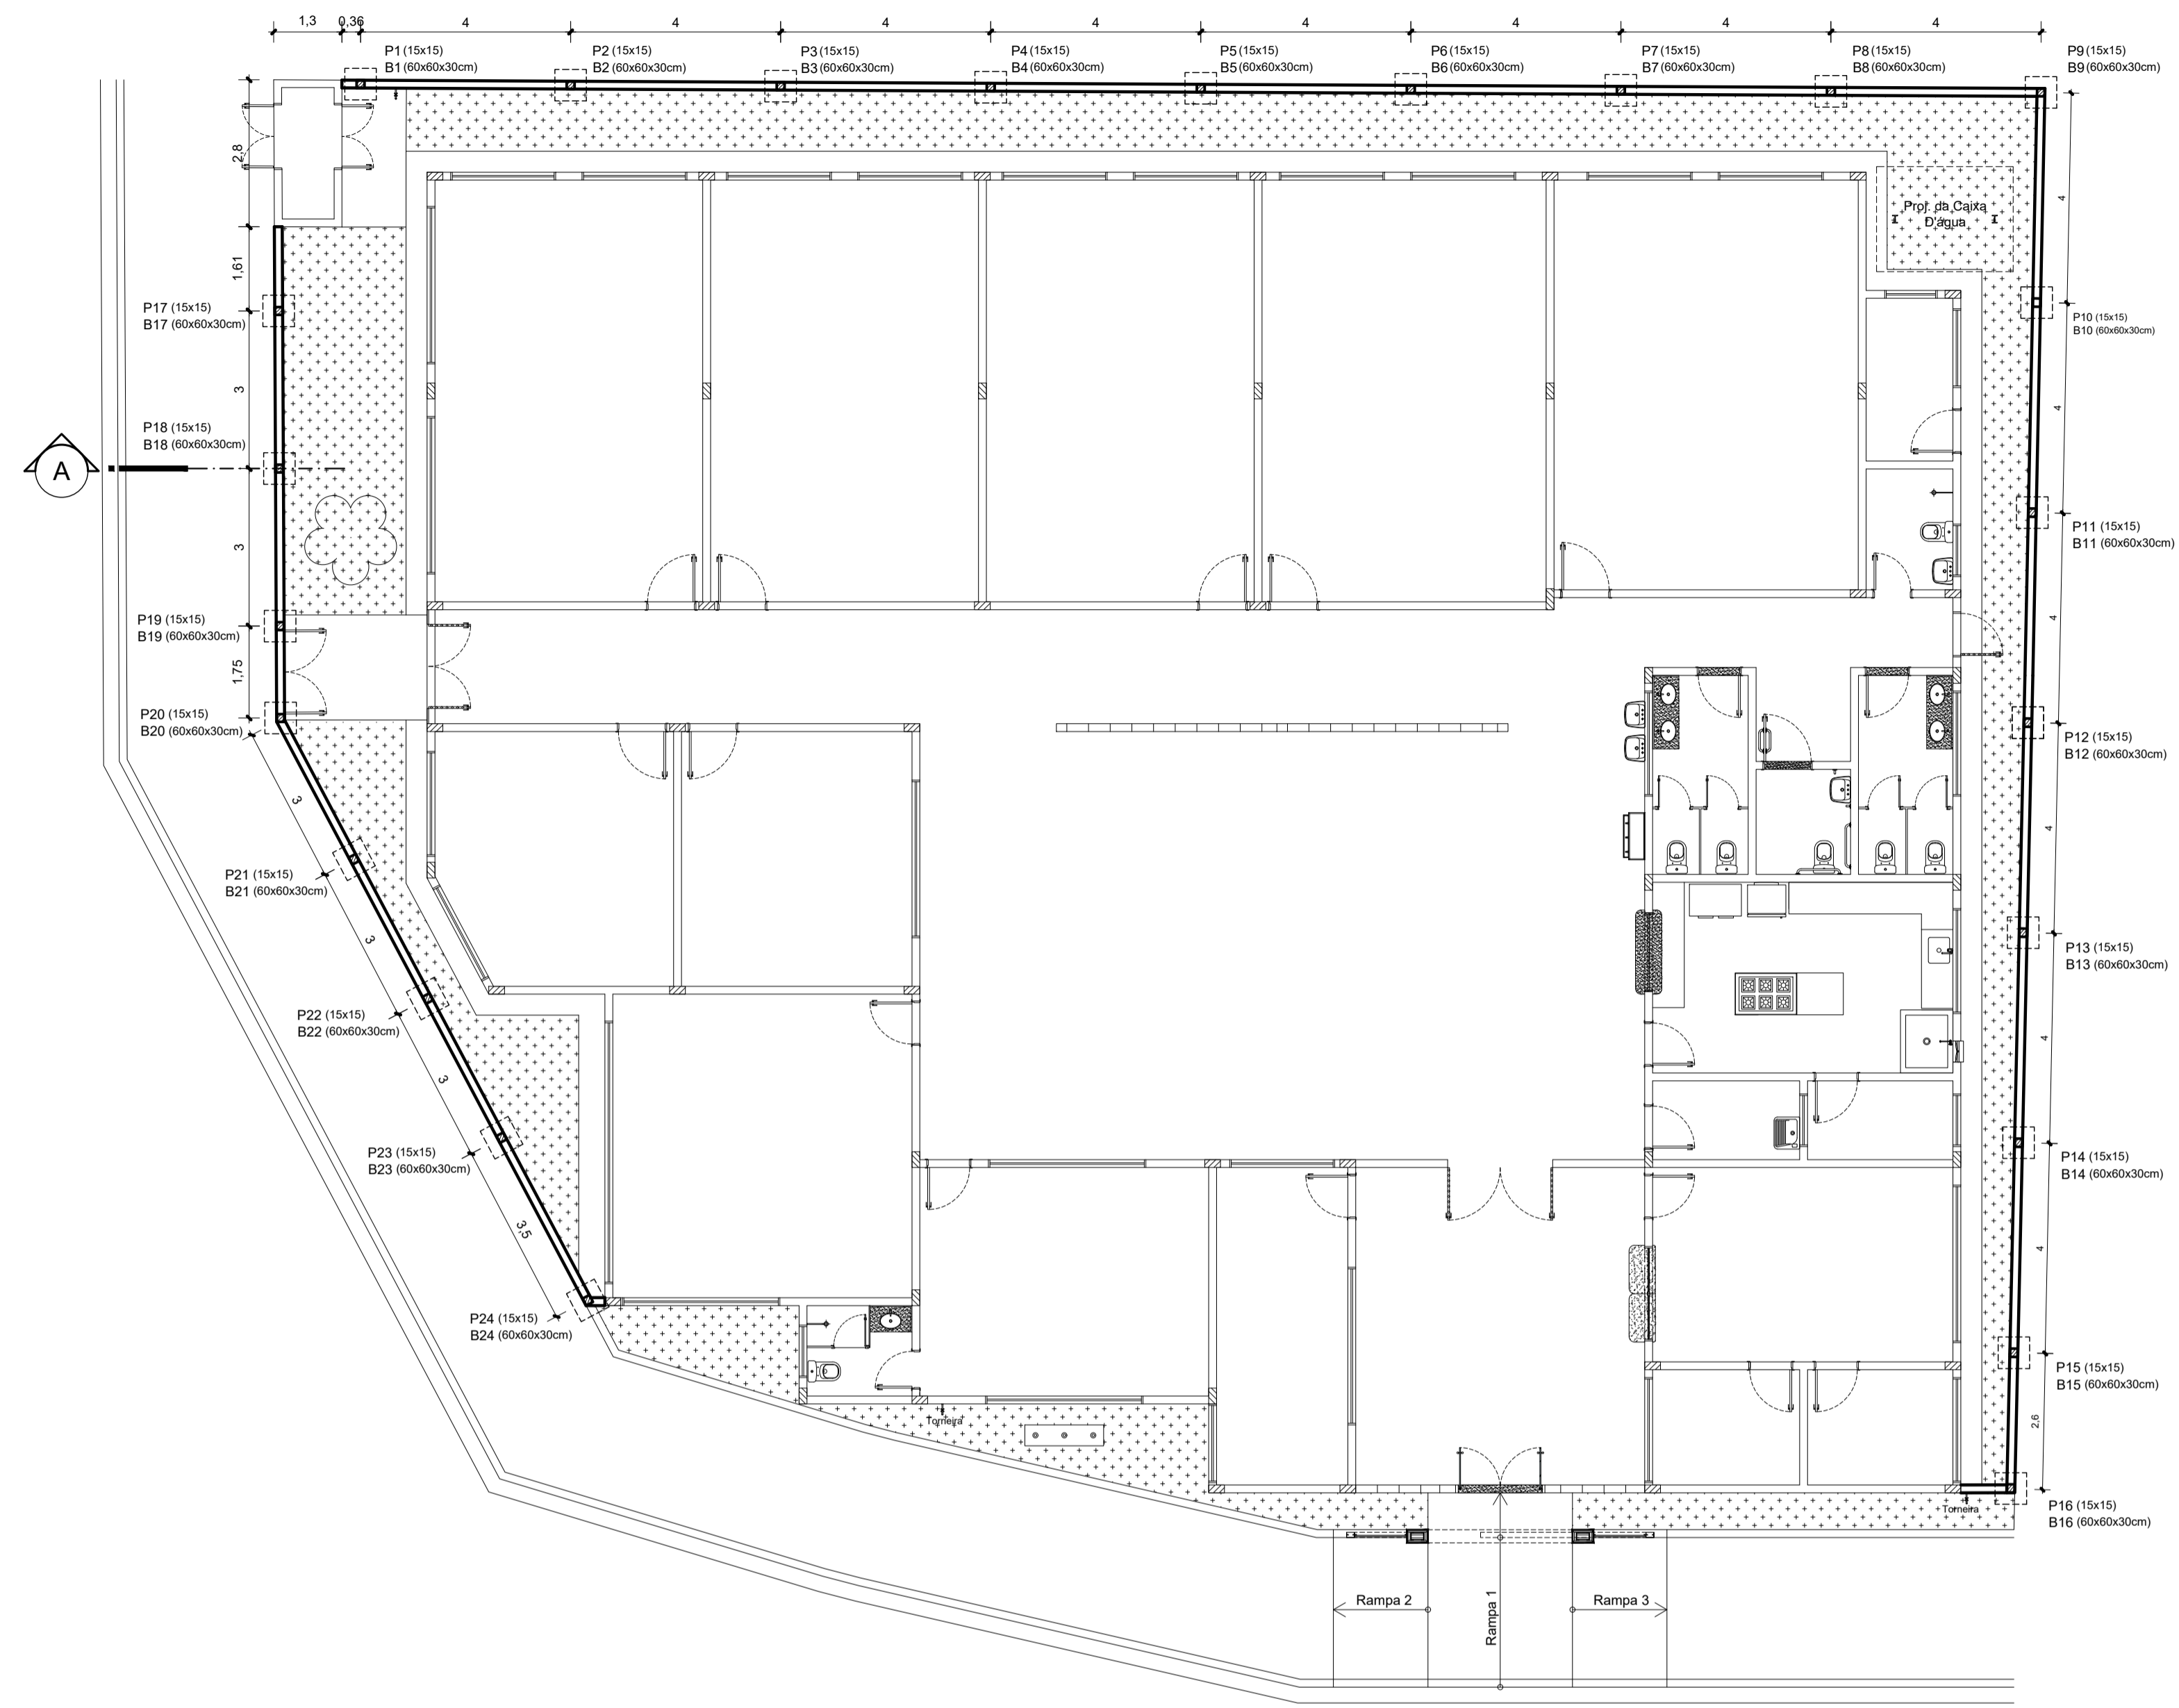 1,3 0,36 4 4 4 4 4 4 4 4
P1 (15x15)
B1 (60x60x30cm)
P2 (15x15)
B2 (60x60x30cm)
P3 (15x15)
B3 (60x60x30cm)
P4 (15x15)
B4 (60x60x30cm)
P5 (15x15)
B5 (60x60x30cm)
P6 (15x15)
B6 (60x60x30cm)
P7 (15x15)
B7 (60x60x30cm)
P8 (15x15)
B8 (60x60x30cm)
P9 (15x15)
B9 (60x60x30cm)
2,8
4
Proj. da Caixa
D'água
1,61
P17 (15x15)
B17 (60x60x30cm)
P10 (15x15)
B10 (60x60x30cm)
3
4
P18 (15x15)
B18 (60x60x30cm)
A
P11 (15x15)
B11 (60x60x30cm)
3
P19 (15x15)
B19 (60x60x30cm)
4
1,75
P20 (15x15)
B20 (60x60x30cm)
P12 (15x15)
B12 (60x60x30cm)
3
4
P21 (15x15)
B21 (60x60x30cm)
3
P13 (15x15)
B13 (60x60x30cm)
P22 (15x15)
B22 (60x60x30cm)
4
3
P23 (15x15)
B23 (60x60x30cm)
P14 (15x15)
B14 (60x60x30cm)
3,5
4
P24 (15x15)
B24 (60x60x30cm)
P15 (15x15)
B15 (60x60x30cm)
Torneira
2,6
Torneira
P16 (15x15)
B16 (60x60x30cm)
Rampa 2
Rampa 1
Rampa 3